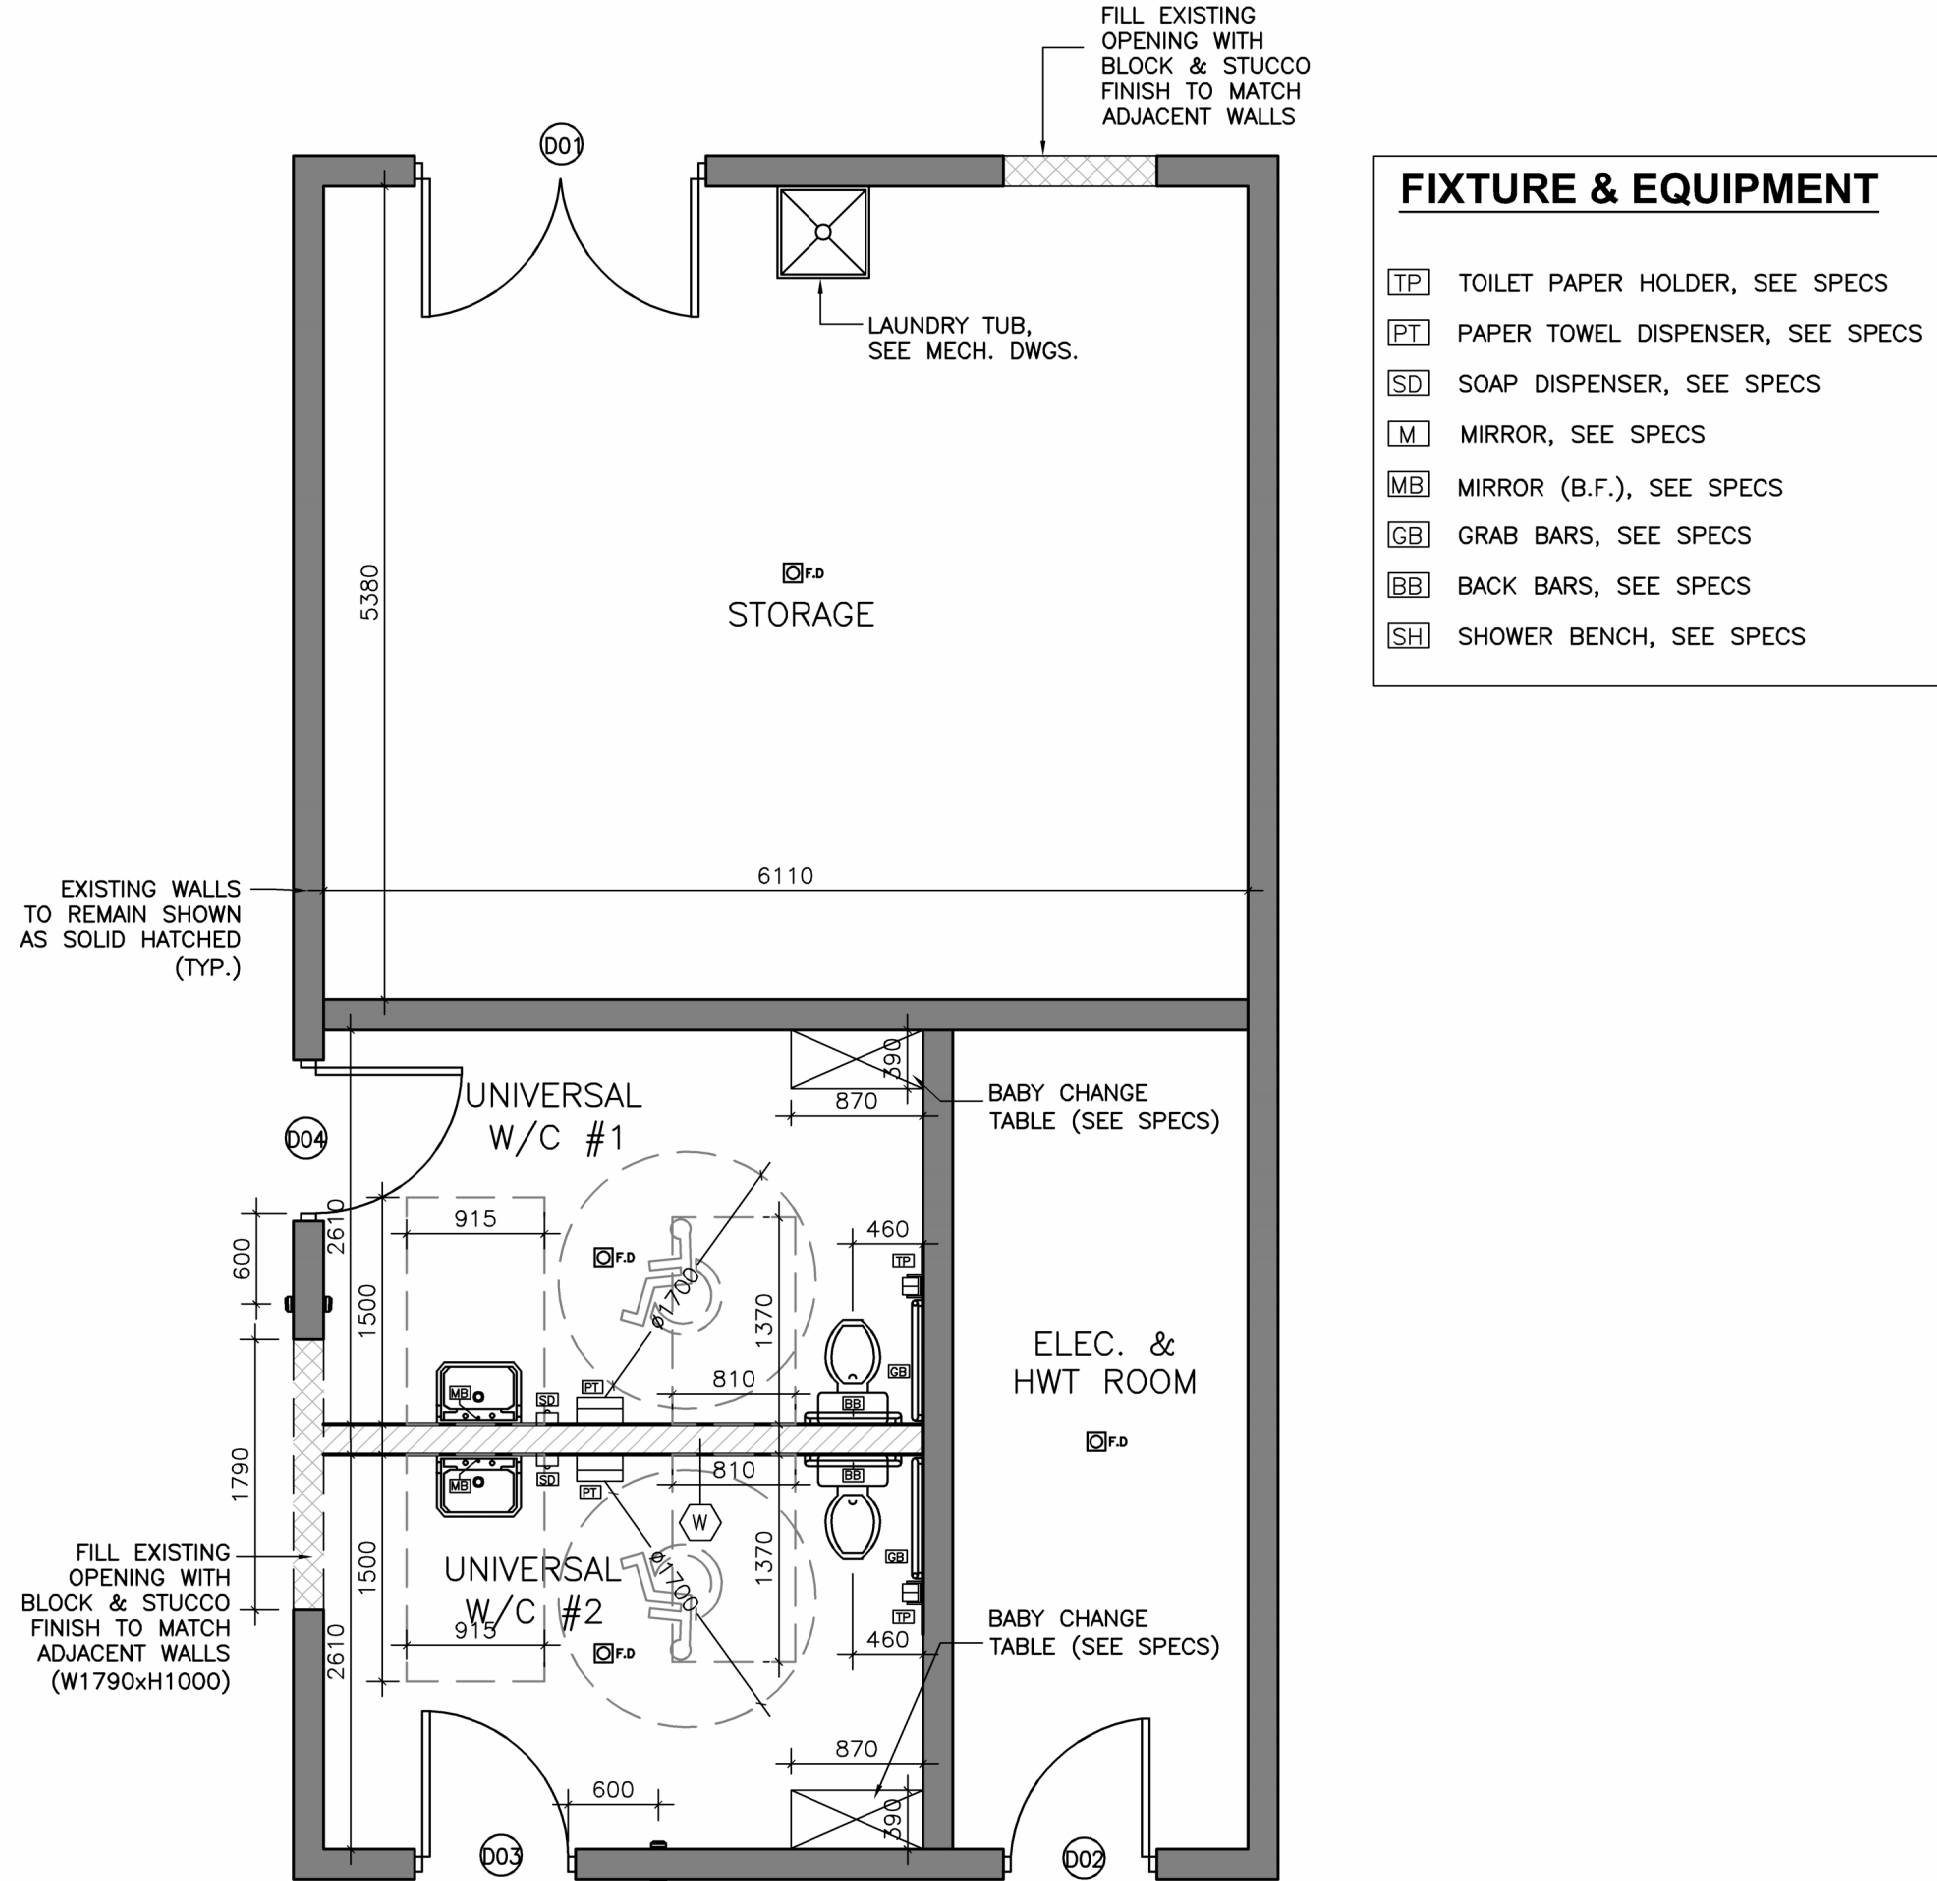 FILL EXISTING
OPENING WITH
BLOCK & STUCCO
FINISH TO MATCH
ADJACENT WALLS
D01
FIXTURE & EQUIPMENT
TP TOILET PAPER HOLDER, SEE SPECS
PT PAPER TOWEL DISPENSER, SEE SPECS
SD SOAP DISPENSER, SEE SPECS
M MIRROR, SEE SPECS
MB MIRROR (B.F.), SEE SPECS
GB GRAB BARS, SEE SPECS
BB BACK BARS, SEE SPECS
SH SHOWER BENCH, SEE SPECS
LAUNDRY TUB,
SEE MECH. DWGS.
5380
F.D
STORAGE
6110
EXISTING WALLS
TO REMAIN SHOWN
AS SOLID HATCHED
(TYP.)
390
870
BABY CHANGE
TABLE (SEE SPECS)
UNIVERSAL
W/C #1
D04
2610
600
915
1500
F.D
ø1700
1370
460
TP
GB
810
BB
MB
SD
PT
ELEC. &
HWT ROOM
F.D
1790
MB
SD
PT
810
BB
W
1500
1370
ø1700
GB
TP
460
UNIVERSAL
W/C #2
915
F.D
2610
FILL EXISTING
OPENING WITH
BLOCK & STUCCO
FINISH TO MATCH
ADJACENT WALLS
(W1790xH1000)
BABY CHANGE
TABLE (SEE SPECS)
870
600
390
D03
D02